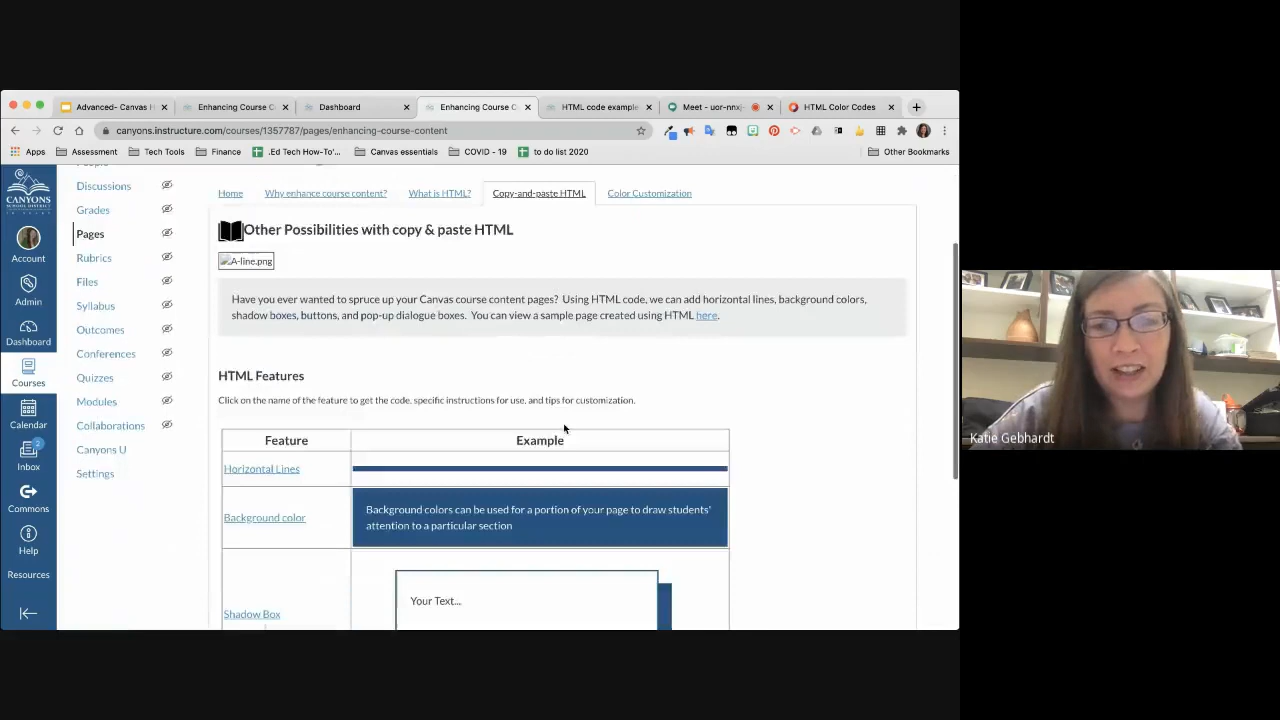 Advanced- Canvas H
Enhancing Course C
Dashboard
Enhancing Course C
HTML code example
Meet - uor-nnxj-
HTML Color Codes
canyons.instructure.com/courses/1357787/pages/enhancing-course-content
Apps
Assessment
Tech Tools
Finance
.Ed Tech How-To'...
Canvas essentials
COVID - 19
to do list 2020
Other Bookmarks
CANYONS
Account
Admin
Dashboard
Courses
Calendar
2
Inbox
Commons
Help
Resources
Discussions
Grades
Pages
Rubrics
Files
Syllabus
Outcomes
Conferences
Quizzes
Modules
Collaborations
Canyons U
Settings
Home
Why enhance course content?
What is HTML?
Copy-and-paste HTML
Color Customization
Other Possibilities with copy & paste HTML
A-line.png
Have you ever wanted to spruce up your Canvas course content pages? Using HTML code, we can add horizontal lines, background colors,
shadow boxes, buttons, and pop-up dialogue boxes. You can view a sample page created using HTML here.
HTML Features
Click on the name of the feature to get the code, specific instructions for use, and tips for customization.
Feature
Example
Horizontal Lines
Background color
Background colors can be used for a portion of your page to draw students'
attention to a particular section
Shadow Box
Your Text...
Katie Gebhardt